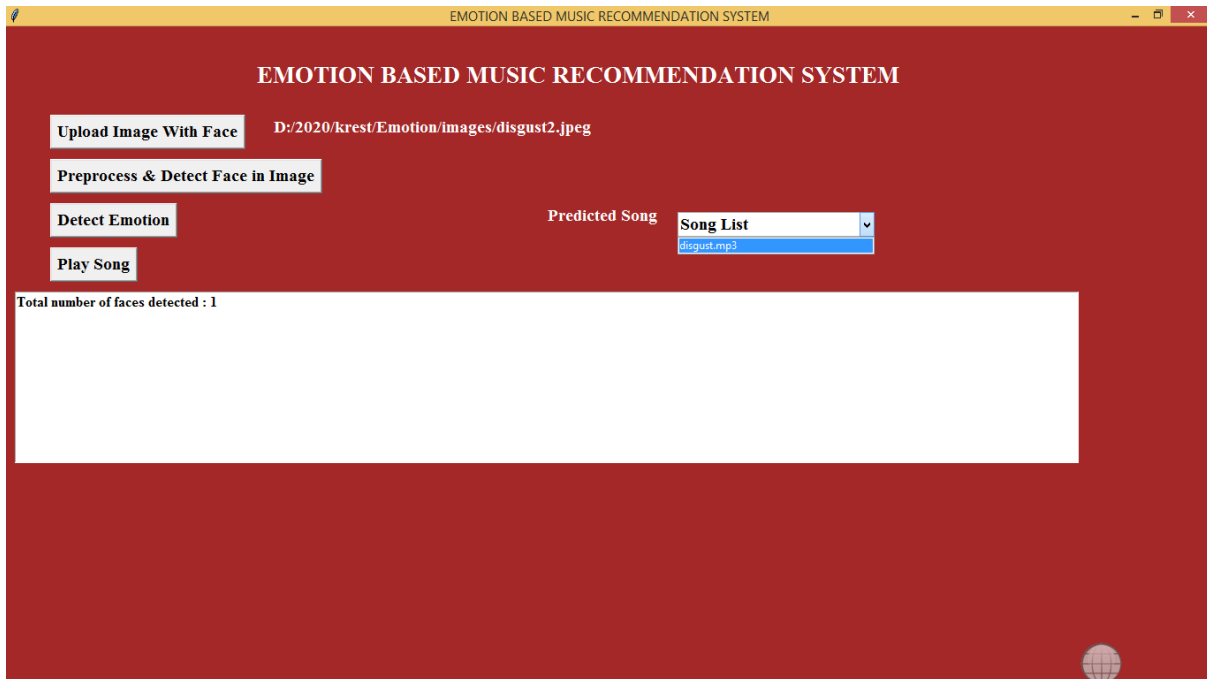 EMOTION BASED MUSIC RECOMMENDATION SYSTEM
EMOTION BASED MUSIC RECOMMENDATION SYSTEM
Upload Image With Face
D:/2020/krest/Emotion/images/disgust2.jpeg
Preprocess & Detect Face in Image
Detect Emotion
Predicted Song
Song List
disgust.mp3
Play Song
Total number of faces detected : 1